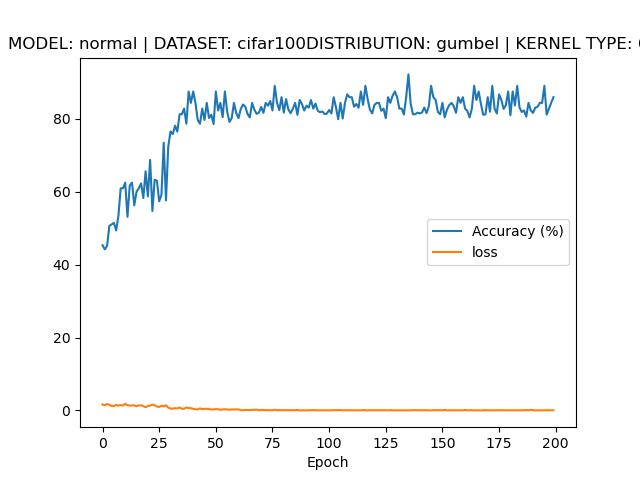 MODEL: normal | DATASET: cifar100DISTRIBUTION: gumbel | KERNEL TYPE:
80
60
40
20
0
Accuracy (%)
loss
0 25 50 75 100 125 150 175 200
Epoch